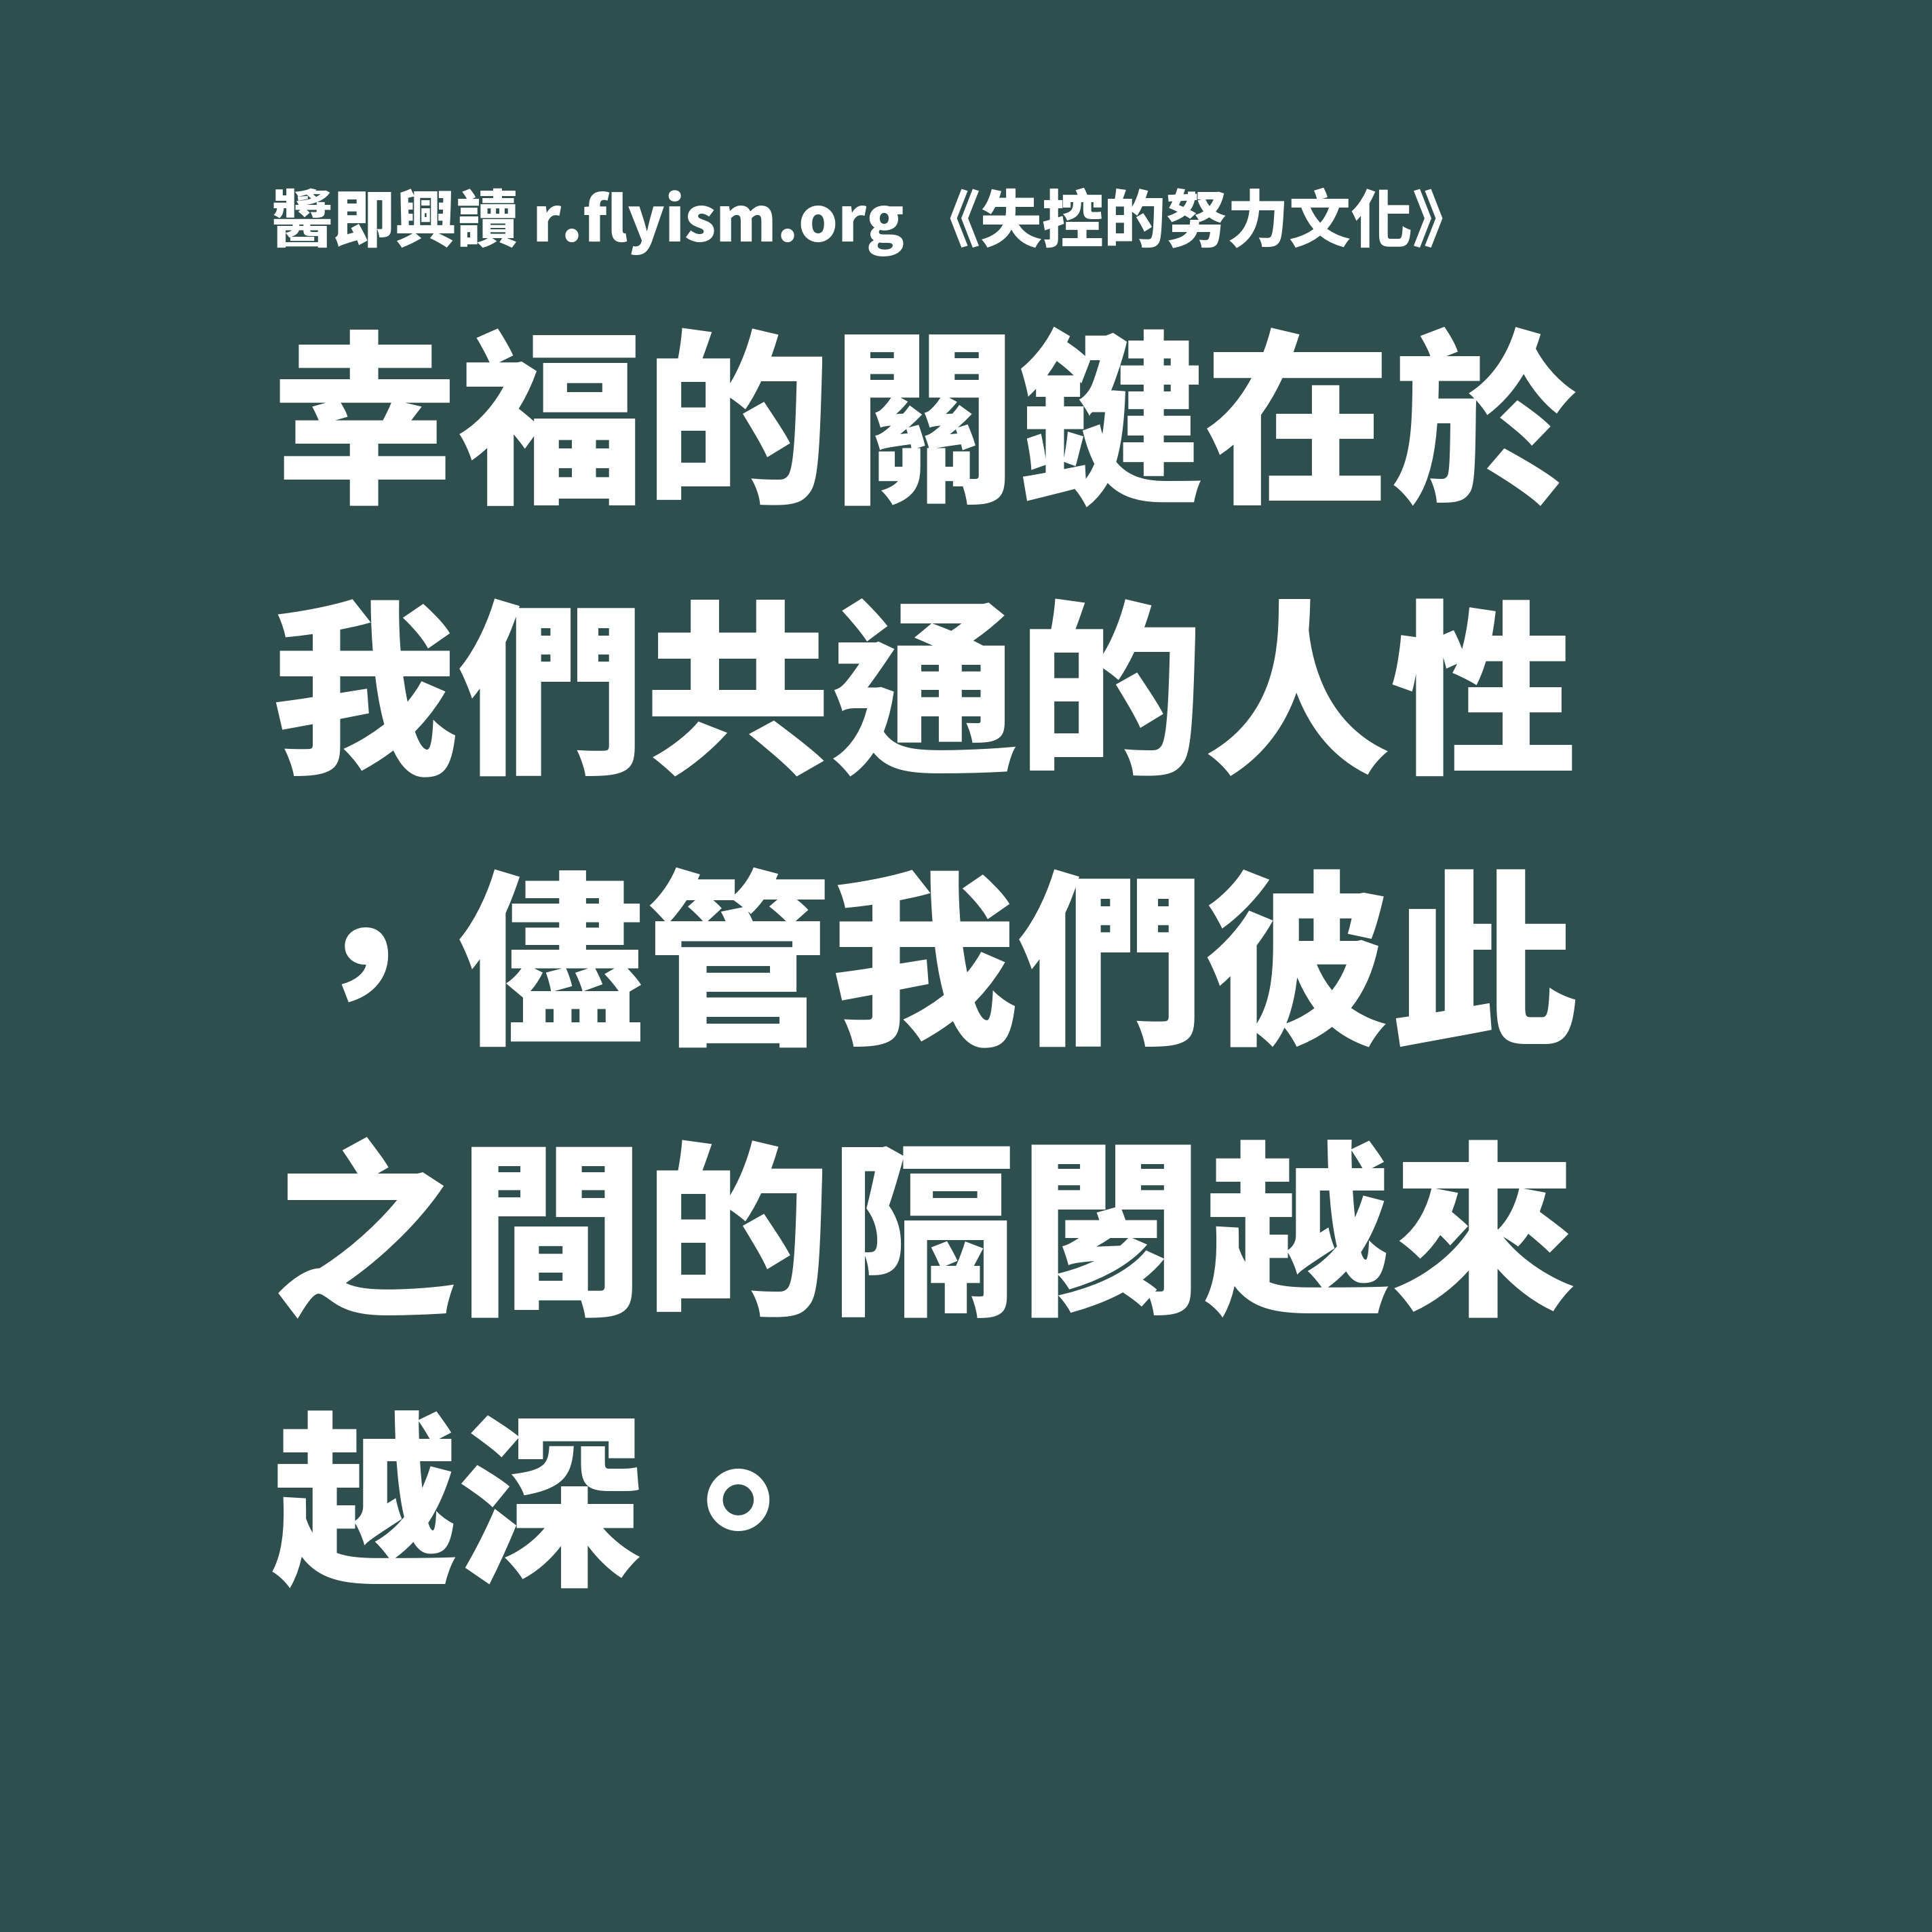 豔即園讀 r.flyism.org 《失控的努力文化》
幸福的關鍵在於
我們共通的人性
，儘管我們彼此
之間的隔閡越來
越深。